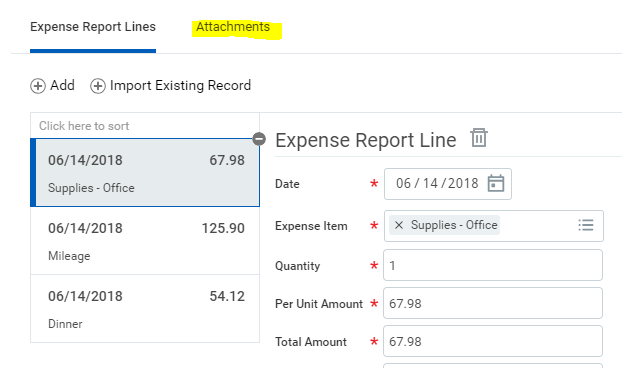 Expense Report Lines Attachments
Add Import Existing Record
Click here to sort
06/14/2018 67.98
Supplies - Office
06/14/2018 125.90
Mileage
06/14/2018 54.12
Dinner
Expense Report Line
Date * 06 / 14 / 2018
Expense Item * × Supplies - Office
Quantity * 1
Per Unit Amount * 67.98
Total Amount * 67.98